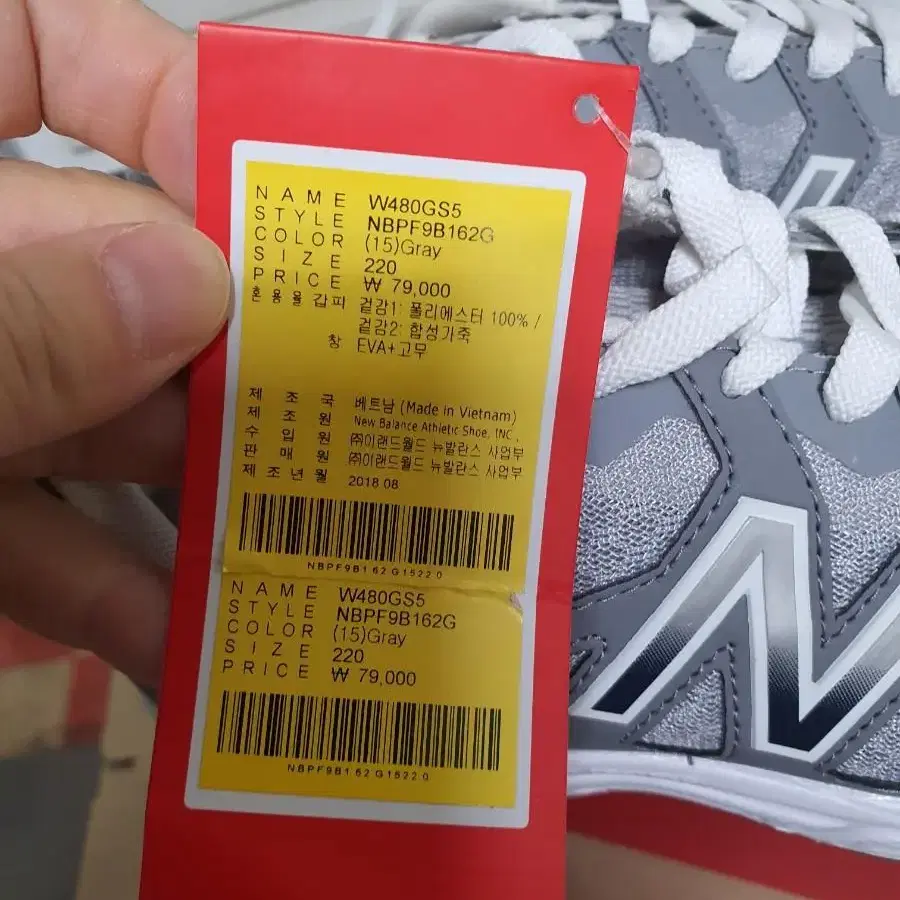 NAME W480GS5
STYLE NBPF9B162G
COLOR (15)Gray
SIZE 220
PRICE ₩ 79,000
혼용율 갑피 겉감1: 폴리에스터 100% /
겉감2: 합성가죽
창 EVA+고무
제조국 베트남 (Made in Vietnam)
제조원 New Balance Athletic Shoe, INC.,
수입원 ㈜이랜드월드 뉴발란스 사업부
판매원 ㈜이랜드월드 뉴발란스 사업부
제조년월 2018 08
NBPF9B162G15220
NAME W480GS5
STYLE NBPF9B162G
COLOR (15)Gray
SIZE 220
PRICE ₩ 79,000
NBPF9B162G15220
N